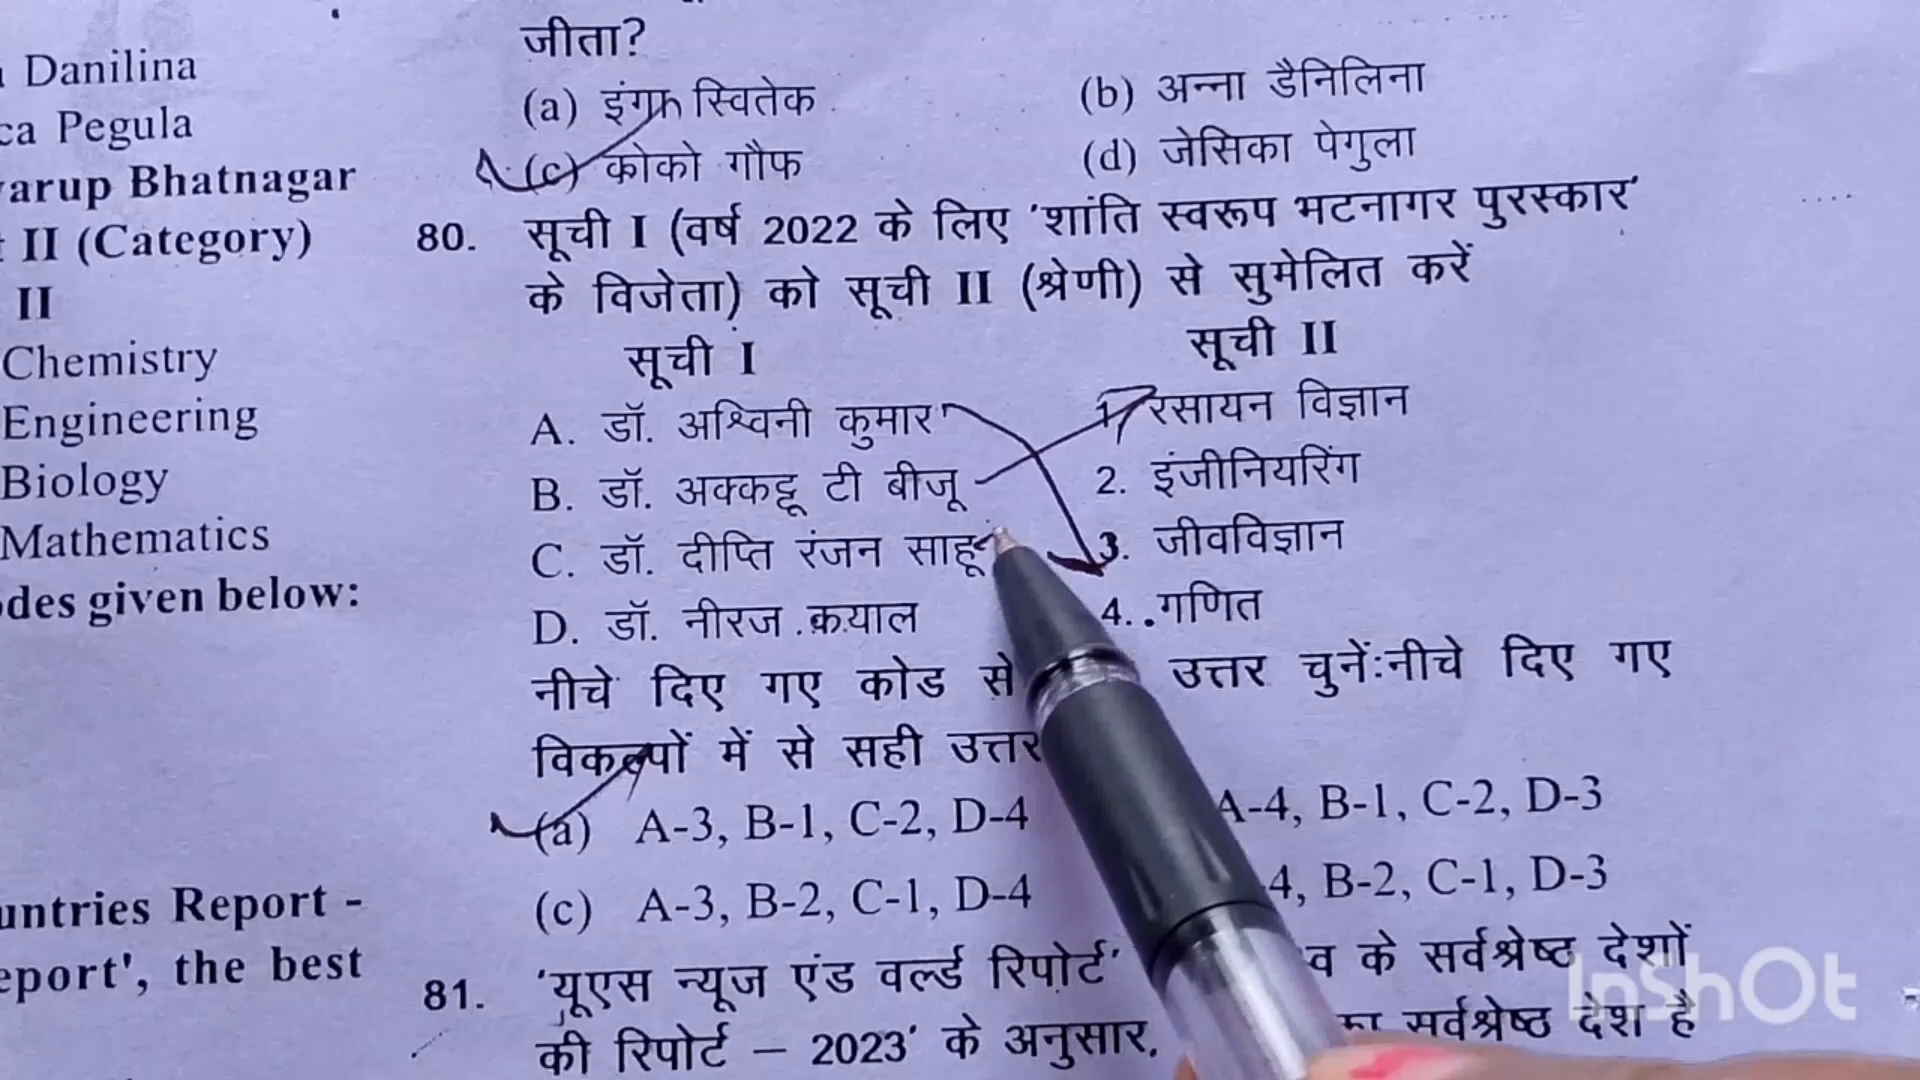 Danilina
ca Pegula
arup Bhatnagar
II (Category)
II
Chemistry
Engineering
Biology
Mathematics
des given below:
untries Report -
eport', the best
जीता?
(a) इंगा स्वितेक
(b) अन्ना डैनिलिना
(c) कोको गौफ
(d) जेसिका पेगुला
80. सूची I (वर्ष 2022 के लिए 'शांति स्वरूप भटनागर पुरस्कार'
के विजेता) को सूची II (श्रेणी) से सुमेलित करें
सूची I सूची II
A. डॉ. अश्विनी कुमार 1. रसायन विज्ञान
B. डॉ. अक्कट्टू टी बीजू 2. इंजीनियरिंग
C. डॉ. दीप्ति रंजन साहू 3. जीवविज्ञान
D. डॉ. नीरज कयाल 4. गणित
नीचे दिए गए कोड से उत्तर चुनें:नीचे दिए गए
विकल्पों में से सही उत्तर
(a) A-3, B-1, C-2, D-4
A-4, B-1, C-2, D-3
(c) A-3, B-2, C-1, D-4
-4, B-2, C-1, D-3
81. 'यूएस न्यूज एंड वर्ल्ड रिपोर्ट' व के सर्वश्रेष्ठ देशों
की रिपोर्ट – 2023' के अनुसार, का सर्वश्रेष्ठ देश है
InShOt